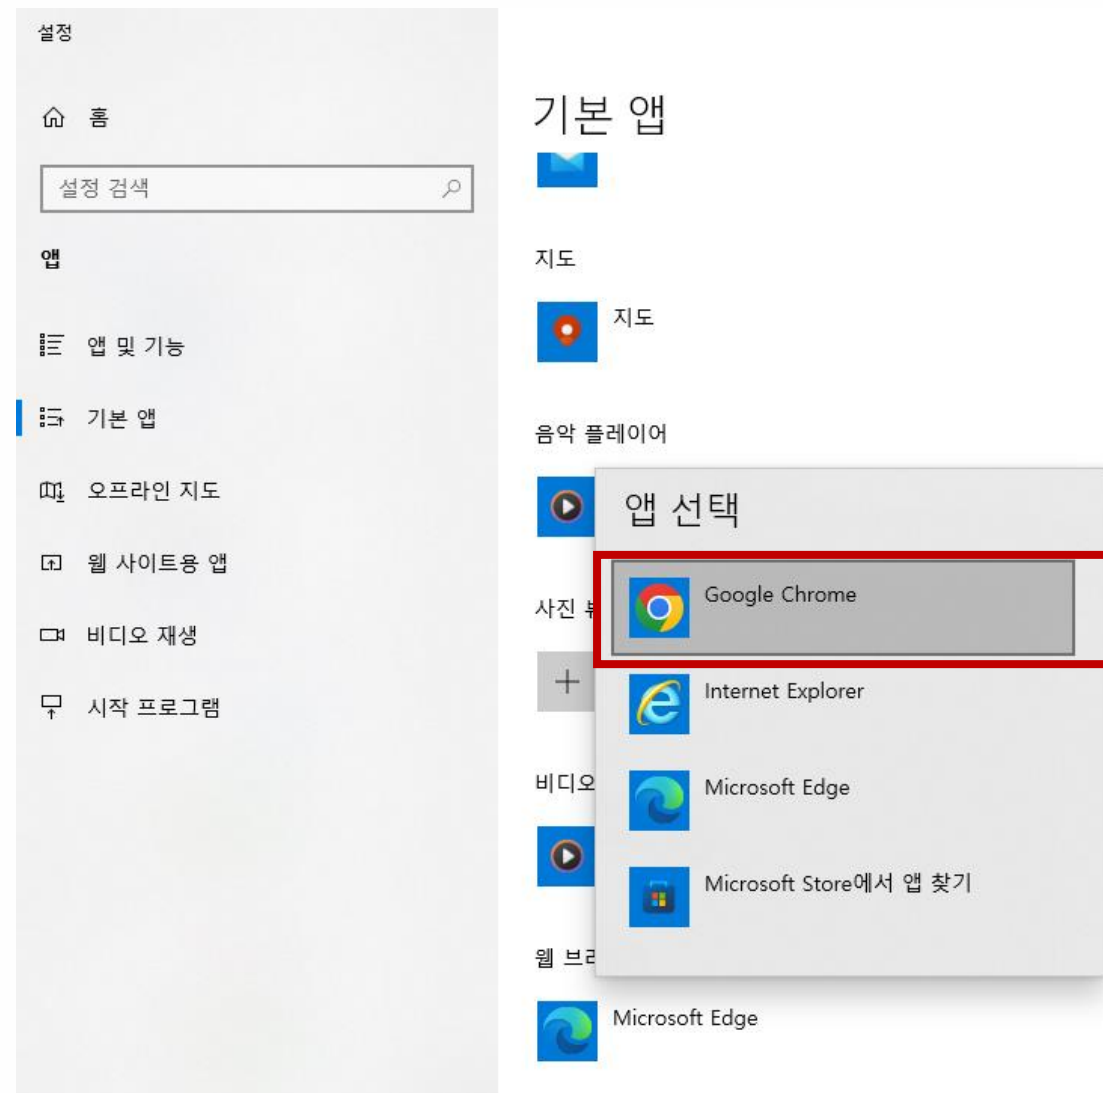 설정
홈
설정 검색
앱
앱 및 기능
기본 앱
오프라인 지도
웹 사이트용 앱
비디오 재생
시작 프로그램
기본 앱
지도
지도
음악 플레이어
앱 선택
Google Chrome
사진
Internet Explorer
비디오
Microsoft Edge
Microsoft Store에서 앱 찾기
웹
Microsoft Edge